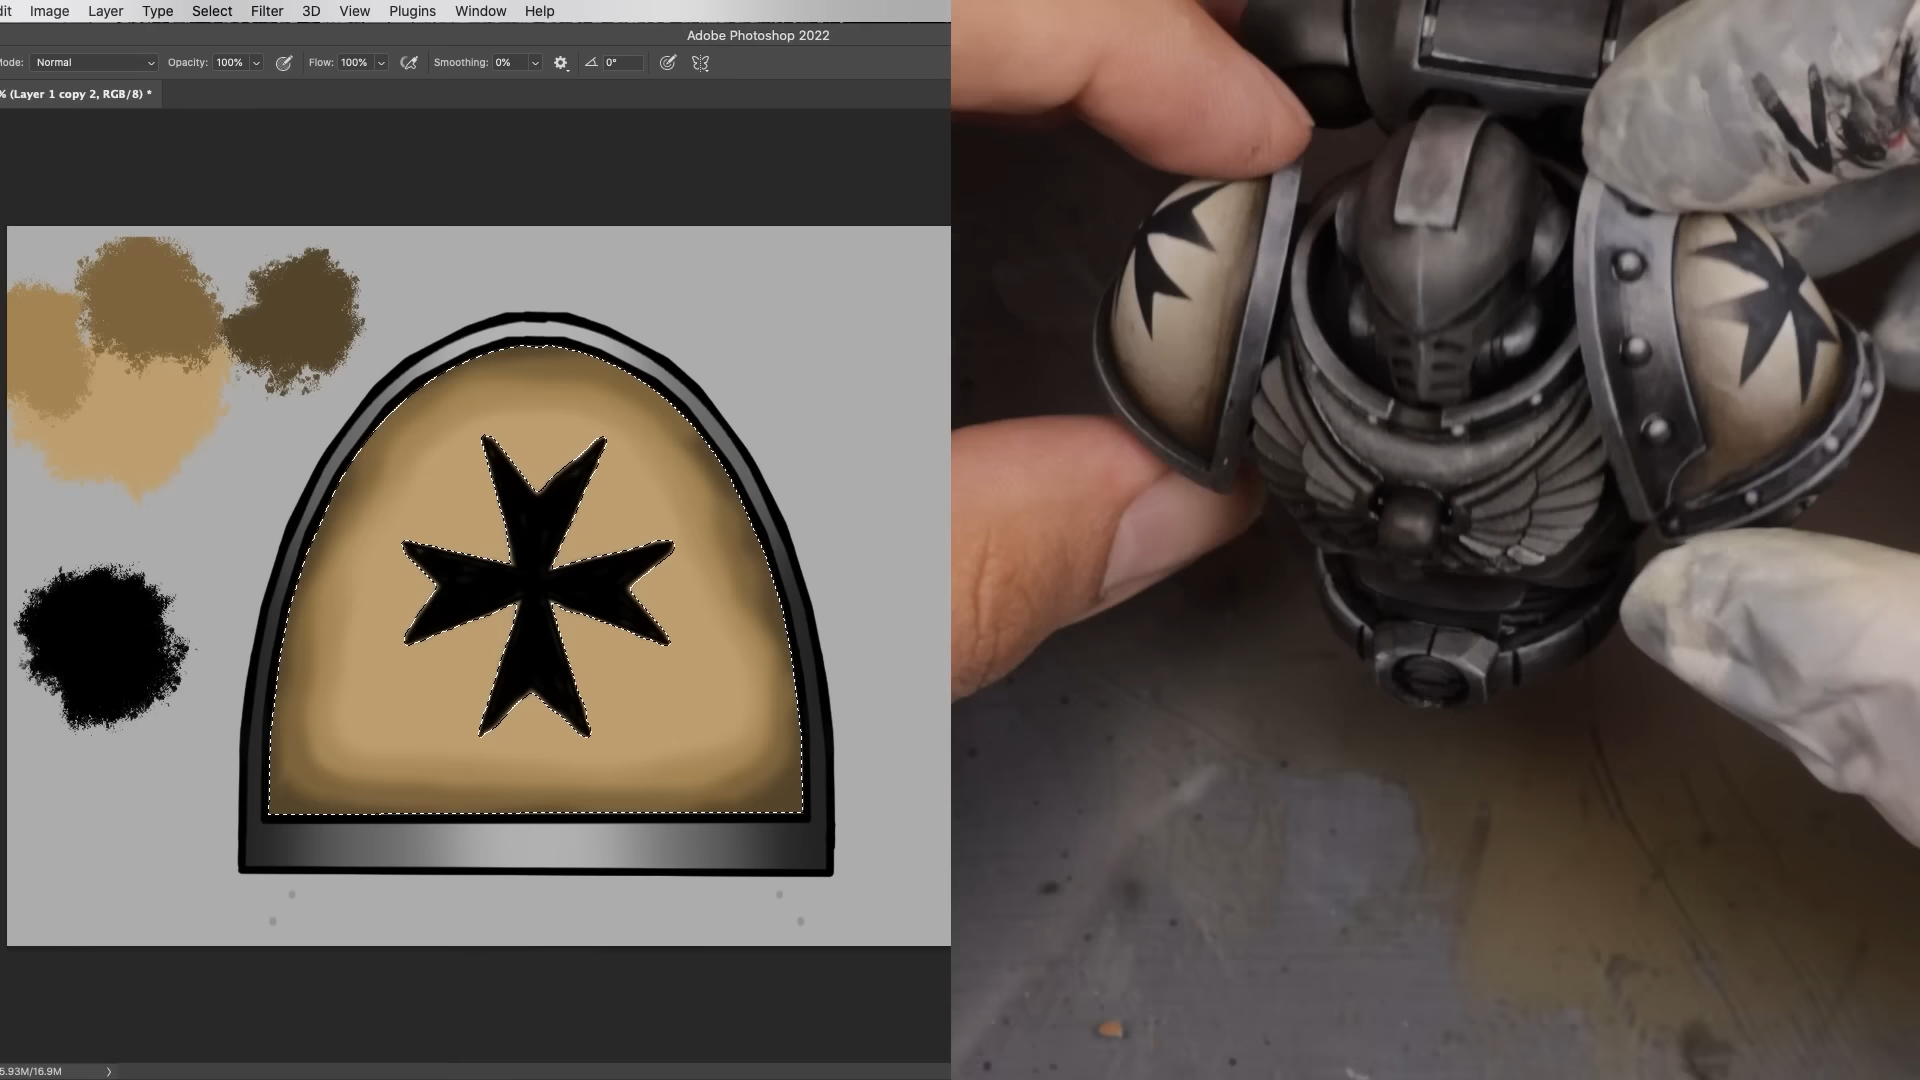 dit Image Layer Type Select Filter 3D View Plugins Window Help
Adobe Photoshop 2022
Mode: Normal Opacity: 100% Flow: 100% Smoothing: 0% 0°
% (Layer 1 copy 2, RGB/8) *
5.93M/16.9M